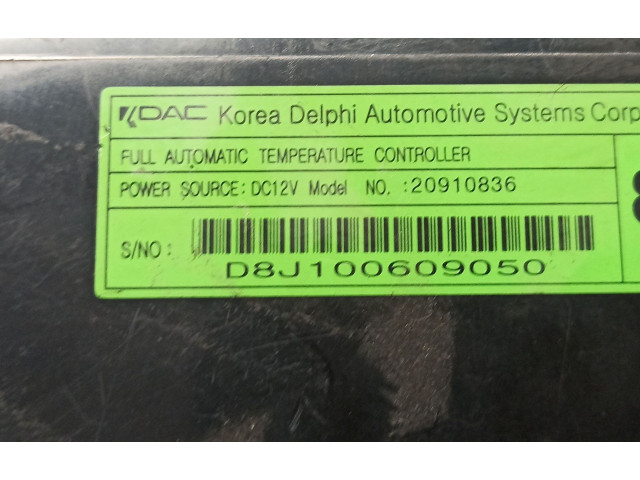 KDAC Korea Delphi Automotive Systems Corp
FULL AUTOMATIC TEMPERATURE CONTROLLER
POWER SOURCE: DC12V Model NO. :20910836
S/NO:
D8J100609050